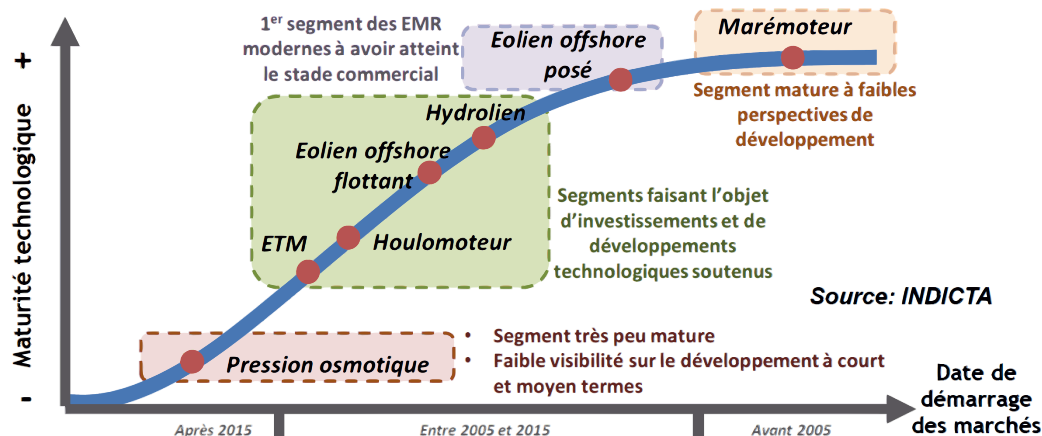 1er segment des EMR
modernes à avoir atteint
le stade commercial
Eolien offshore
posé
Marémoteur
Segment mature à faibles
perspectives de
développement
Hydrolien
Eolien offshore
flottant
ETM
Houlomoteur
Segments faisant l’objet
d’investissements et de
développements
technologiques soutenus
Source: INDICTA
Pression osmotique
• Segment très peu mature
• Faible visibilité sur le développement à court
et moyen termes
+
Maturité technologique
-
Date de
démarrage
des marchés
Après 2015
Entre 2005 et 2015
Avant 2005